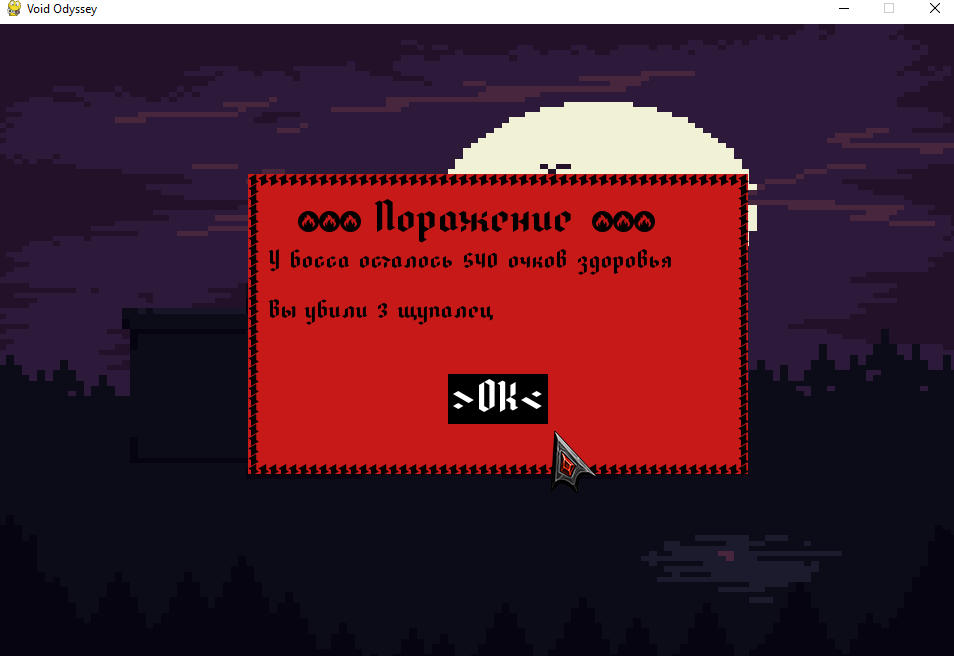 Void Odyssey
Поражение
У босса осталось 540 очков здоровья
Вы убили 3 щупалец
>OK<